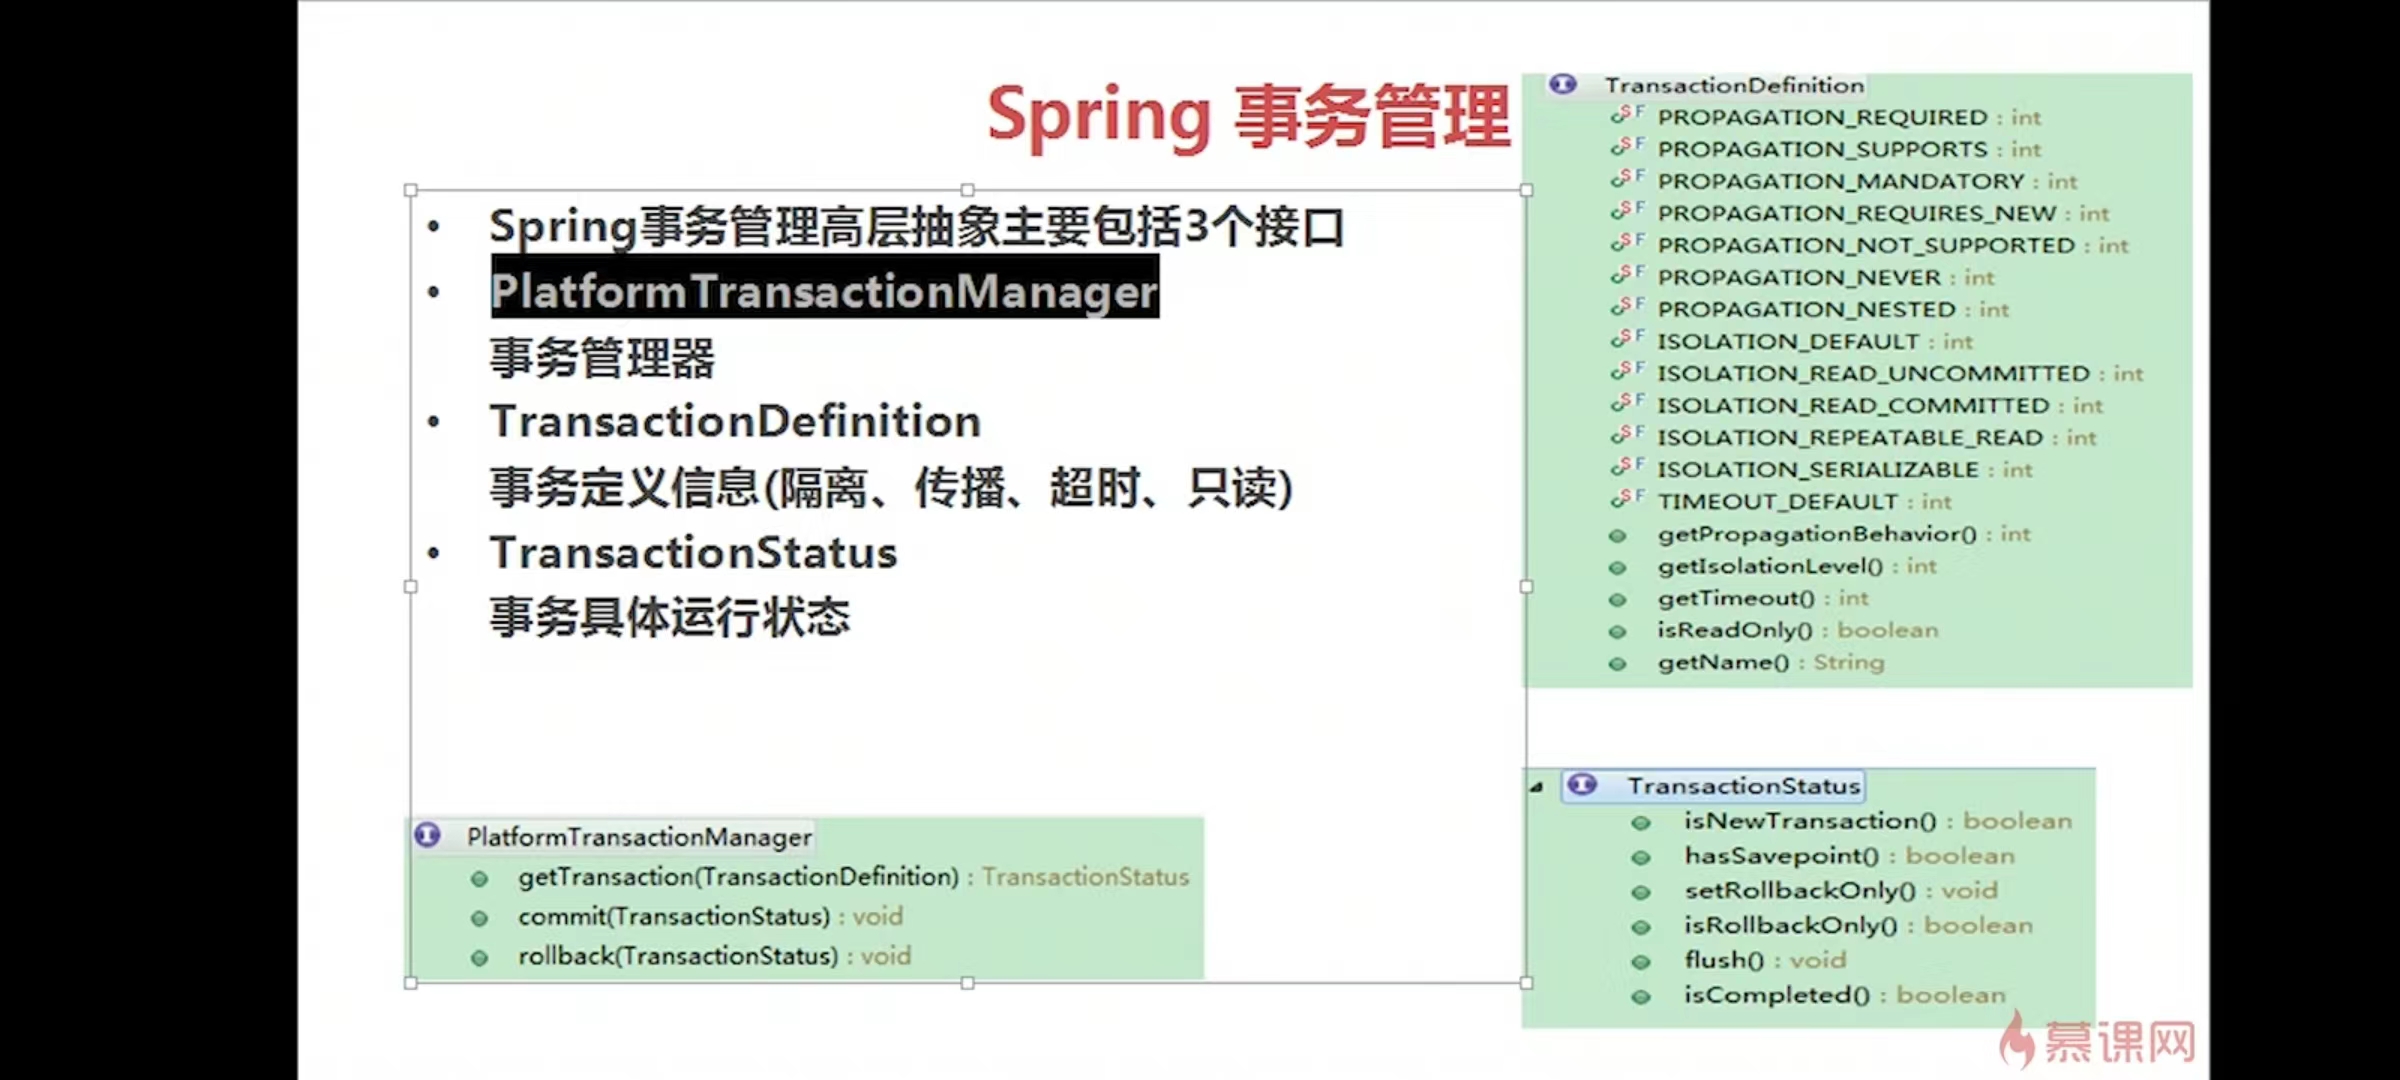 Spring 事务管理
Spring事务管理高层抽象主要包括3个接口
PlatformTransactionManager
事务管理器
TransactionDefinition
事务定义信息(隔离、传播、超时、只读)
TransactionStatus
事务具体运行状态
PlatformTransactionManager
getTransaction(TransactionDefinition) : TransactionStatus
commit(TransactionStatus) : void
rollback(TransactionStatus) : void
TransactionDefinition
PROPAGATION_REQUIRED : int
PROPAGATION_SUPPORTS : int
PROPAGATION_MANDATORY : int
PROPAGATION_REQUIRES_NEW : int
PROPAGATION_NOT_SUPPORTED : int
PROPAGATION_NEVER : int
PROPAGATION_NESTED : int
ISOLATION_DEFAULT : int
ISOLATION_READ_UNCOMMITTED : int
ISOLATION_READ_COMMITTED : int
ISOLATION_REPEATABLE_READ : int
ISOLATION_SERIALIZABLE : int
TIMEOUT_DEFAULT : int
getPropagationBehavior() : int
getIsolationLevel() : int
getTimeout() : int
isReadOnly() : boolean
getName() : String
TransactionStatus
isNewTransaction() : boolean
hasSavepoint() : boolean
setRollbackOnly() : void
isRollbackOnly() : boolean
flush() : void
isCompleted() : boolean
慕课网